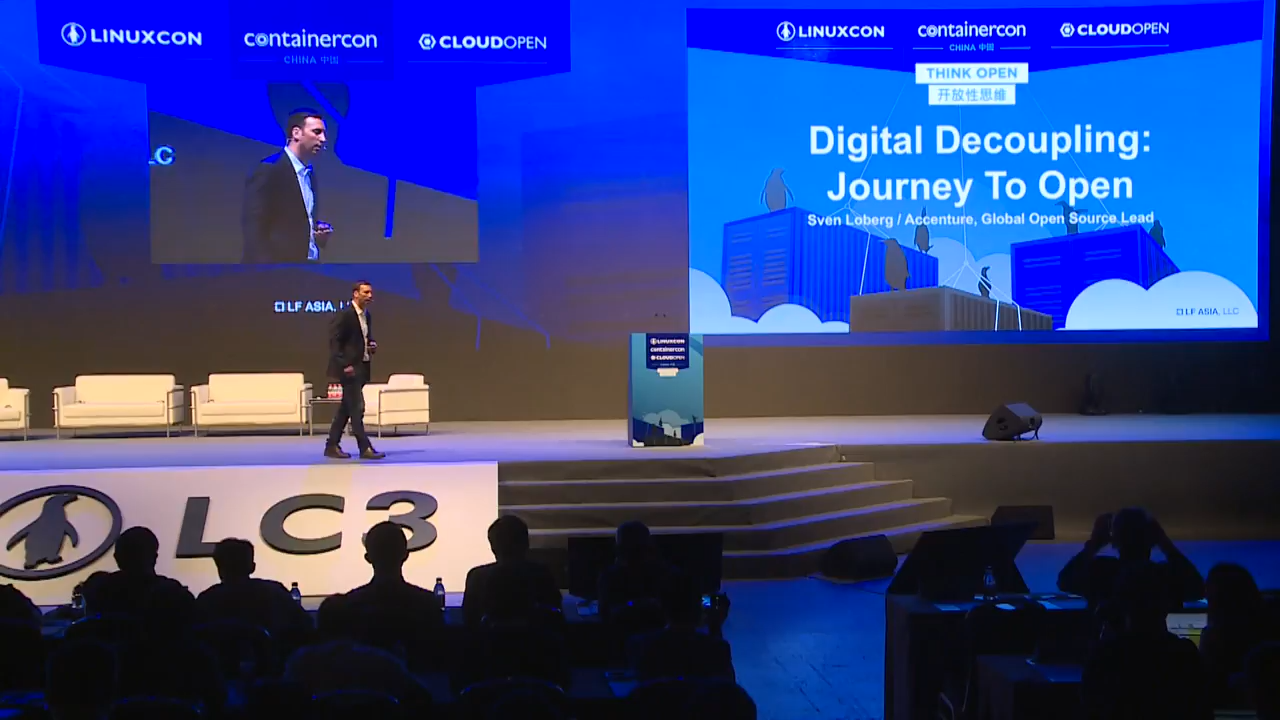 LINUXCON
containercon
CHINA 中国
CLOUDOPEN
LC
LF ASIA, L
LINUXCON
containercon
CHINA 中国
CLOUDOPEN
THINK OPEN
开放性思维
Digital Decoupling:
Journey To Open
Sven Loberg / Accenture, Global Open Source Lead
LF ASIA, LLC
LINUXCON
containercon
CLOUDOPEN
LC3